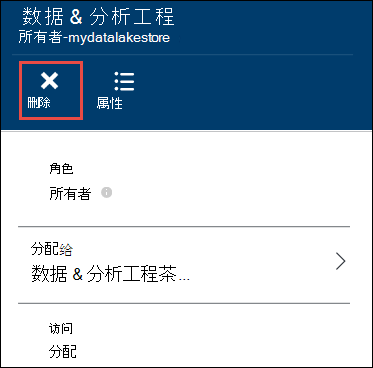 数据 & 分析工程
所有者-mydatalakestore
删除
属性
角色
所有者
分配给
数据 & 分析工程茶...
访问
分配